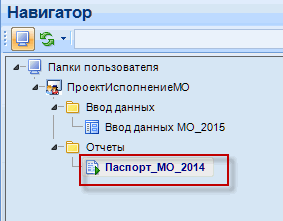 Навигатор
Папки пользователя
ПроектИсполнениеМО
Ввод данных
Ввод данных МО_2015
Отчеты
Паспорт_МО_2014